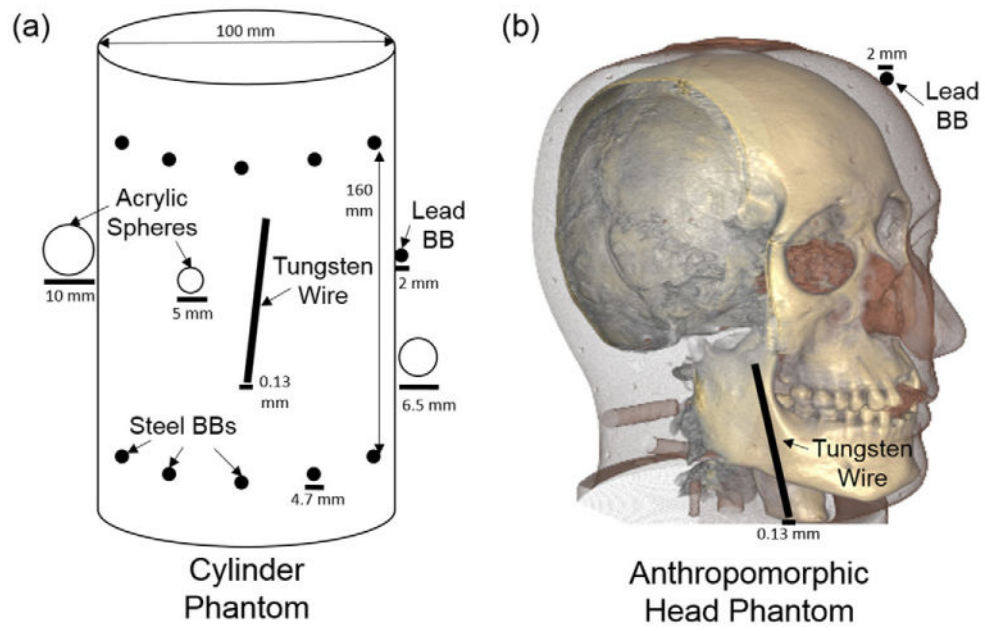 (a)
100 mm
160
mm
Acrylic
Spheres
10 mm
5 mm
Tungsten
Wire
0.13
mm
Lead
BB
2 mm
6.5 mm
Steel BBs
4.7 mm
Cylinder
Phantom
(b)
2 mm
Lead
BB
Tungsten
Wire
0.13 mm
Anthropomorphic
Head Phantom